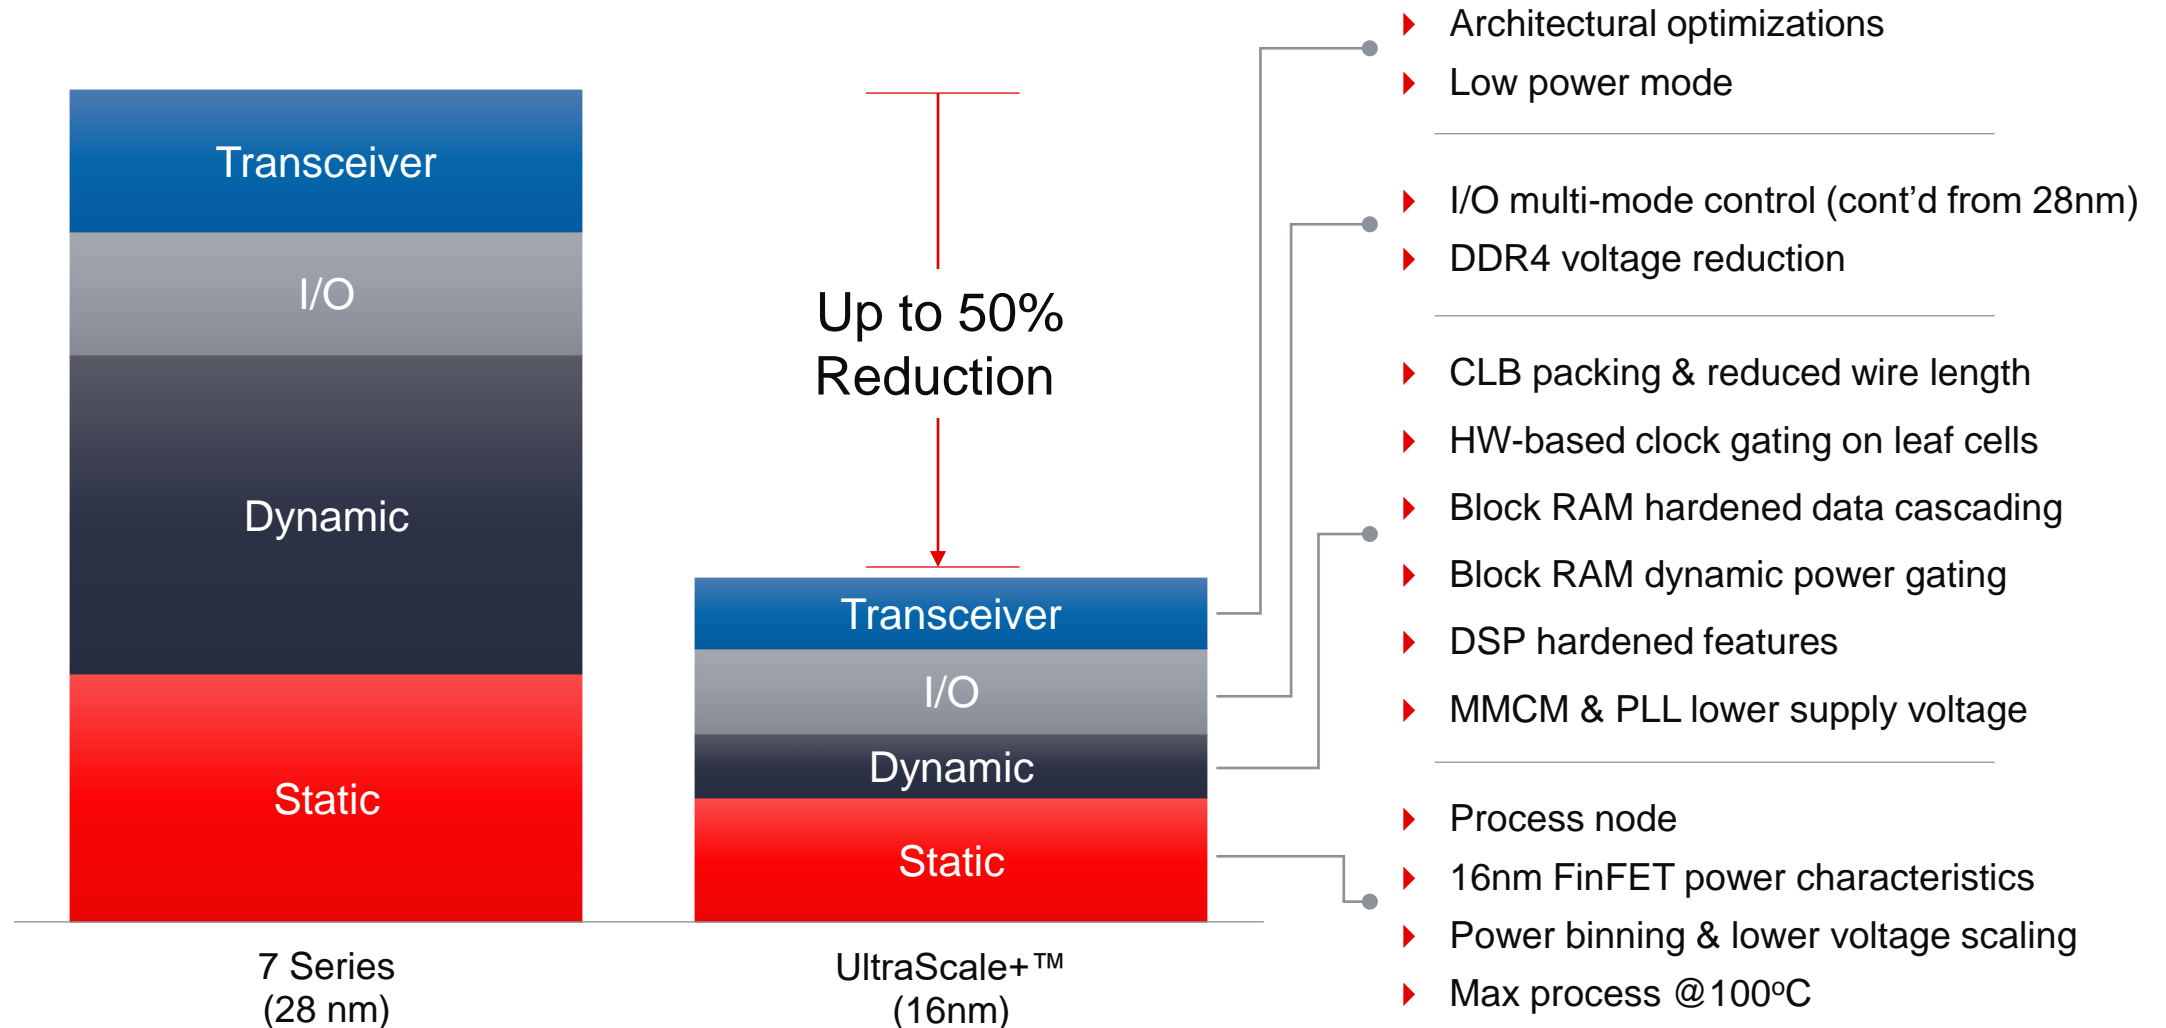 Transceiver
I/O
Dynamic
Static
7 Series
(28 nm)
Up to 50%
Reduction
Transceiver
I/O
Dynamic
Static
UltraScale+™
(16nm)
Architectural optimizations
Low power mode
I/O multi-mode control (cont’d from 28nm)
DDR4 voltage reduction
CLB packing & reduced wire length
HW-based clock gating on leaf cells
Block RAM hardened data cascading
Block RAM dynamic power gating
DSP hardened features
MMCM & PLL lower supply voltage
Process node
16nm FinFET power characteristics
Power binning & lower voltage scaling
Max process @100ºC